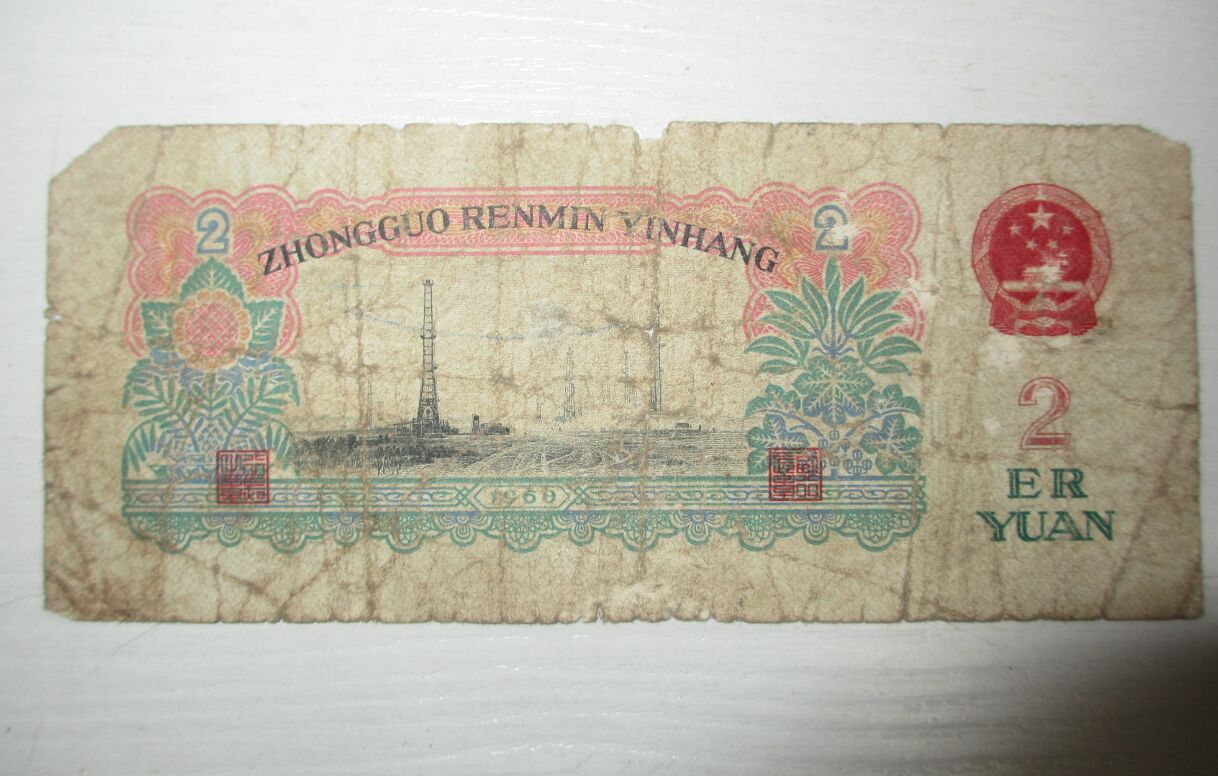 ZHONGGUO RENMIN YINHANG
2
2
1960
2
ER
YUAN